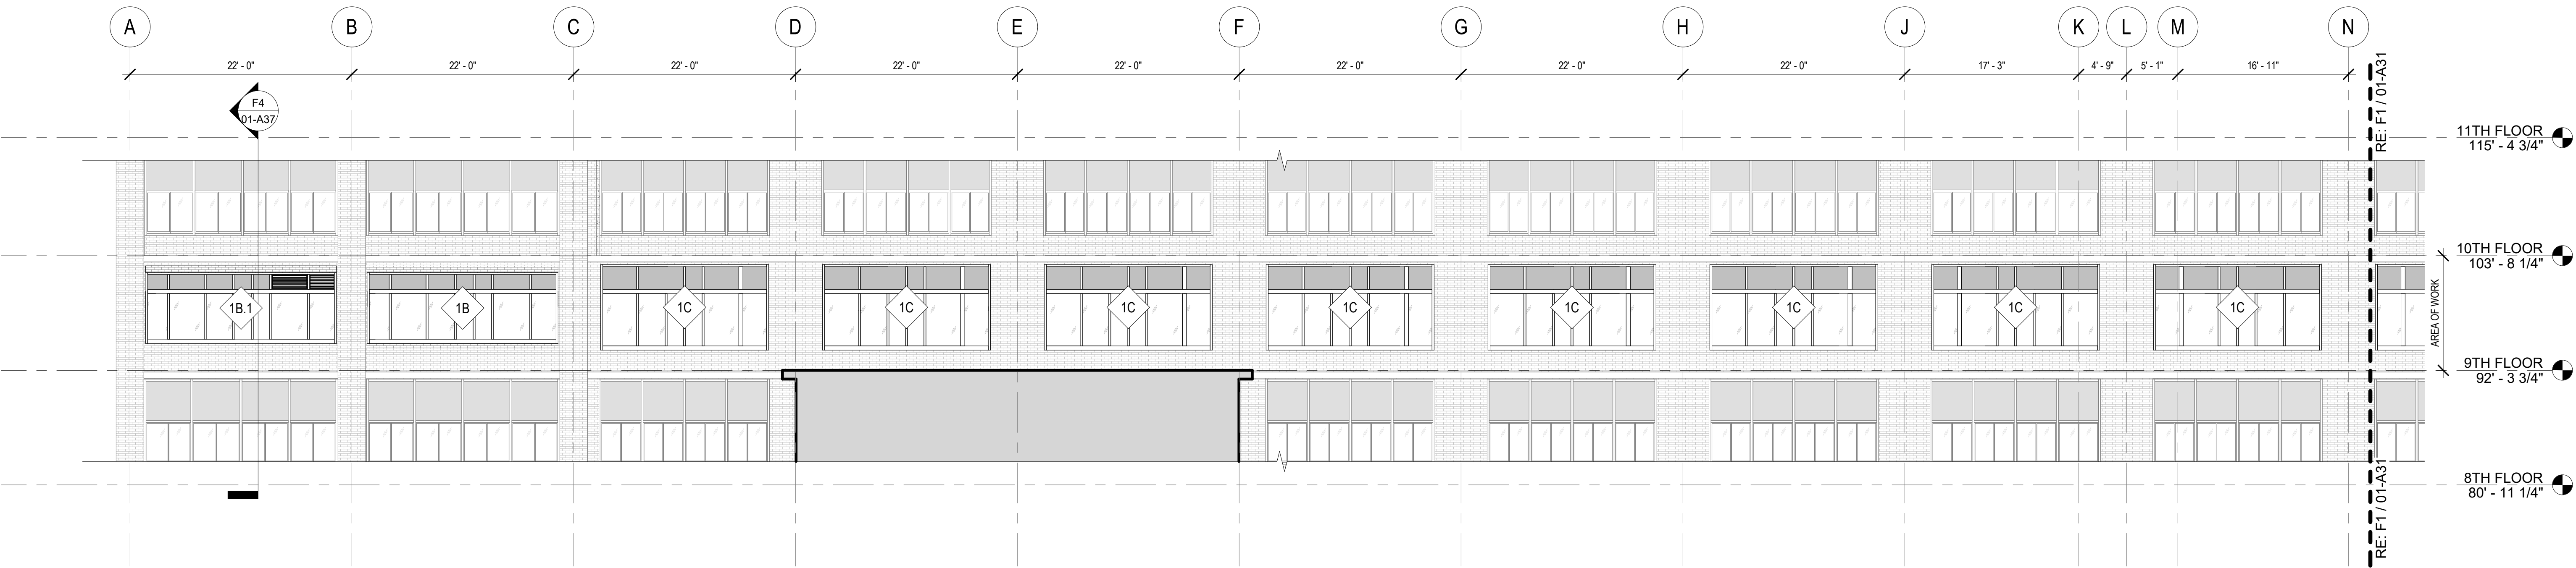 A B C D E F G H J K L M N
22' - 0" 22' - 0" 22' - 0" 22' - 0" 22' - 0" 22' - 0" 22' - 0" 22' - 0" 17' - 3" 4' - 9" 5' - 1" 16' - 11"
F4
01-A37
RE: F1 / 01-A31
11TH FLOOR
115' - 4 3/4"
10TH FLOOR
103' - 8 1/4"
1B.1 1B 1C 1C 1C 1C 1C 1C 1C 1C
AREA OF WORK
9TH FLOOR
92' - 3 3/4"
8TH FLOOR
80' - 11 1/4"
RE: F1 / 01-A31